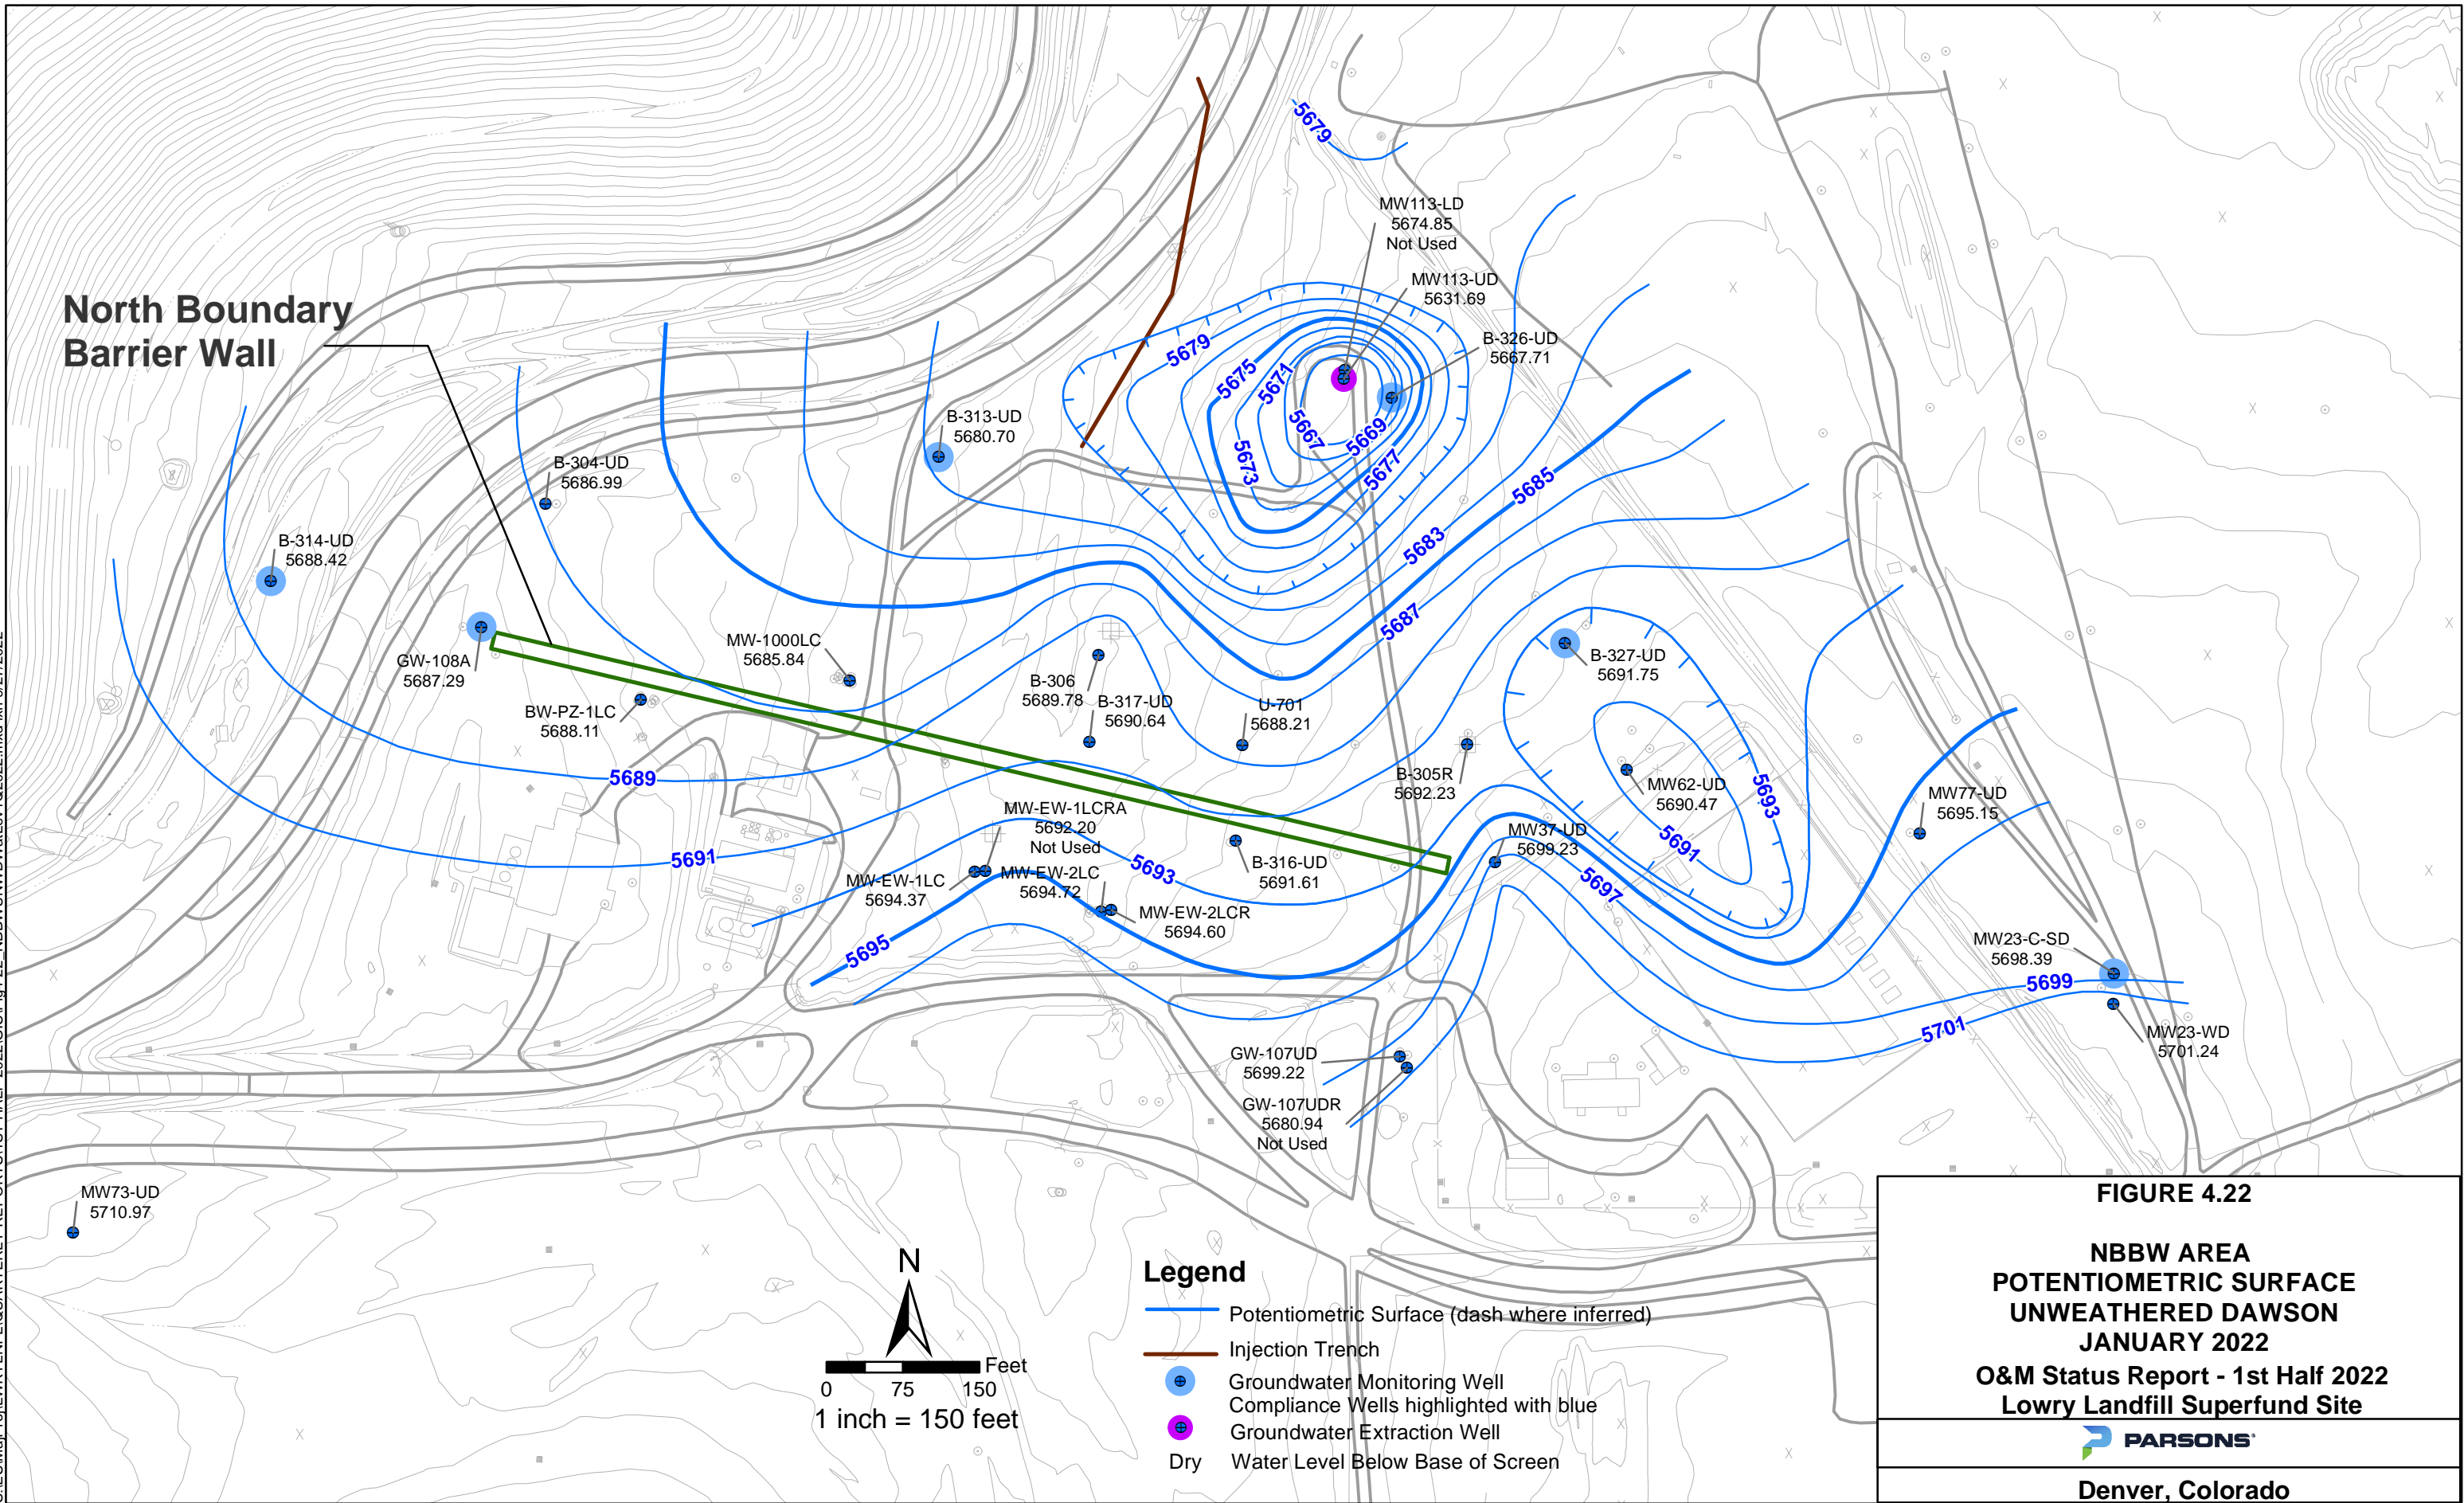 North Boundary
Barrier Wall
5679
MW113-LD
5674.85
Not Used
MW113-UD
5631.69
B-326-UD
5667.71
5679
5675
5671
5667
5669
5673
5677
B-313-UD
5680.70
B-304-UD
5686.99
B-314-UD
5688.42
GW-108A
5687.29
BW-PZ-1LC
5688.11
MW-1000LC
5685.84
B-306
5689.78
B-317-UD
5690.64
U-701
5688.21
5685
5683
5687
B-327-UD
5691.75
B-305R
5692.23
MW62-UD
5690.47
5693
5691
MW77-UD
5695.15
5689
5691
MW-EW-1LCRA
5692.20
Not Used
MW-EW-1LC
5694.37
MW-EW-2LC
5694.72
MW-EW-2LCR
5694.60
5693
B-316-UD
5691.61
MW37-UD
5699.23
5697
5695
MW23-C-SD
5698.39
5699
5701
MW23-WD
5701.24
GW-107UD
5699.22
GW-107UDR
5680.94
Not Used
MW73-UD
5710.97
N
Feet
0 75 150
1 inch = 150 feet
Legend
Potentiometric Surface (dash where inferred)
Injection Trench
Groundwater Monitoring Well
Compliance Wells highlighted with blue
Groundwater Extraction Well
Dry Water Level Below Base of Screen
FIGURE 4.22
NBBW AREA
POTENTIOMETRIC SURFACE
UNWEATHERED DAWSON
JANUARY 2022
O&M Status Report - 1st Half 2022
Lowry Landfill Superfund Site
PARSONS
Denver, Colorado